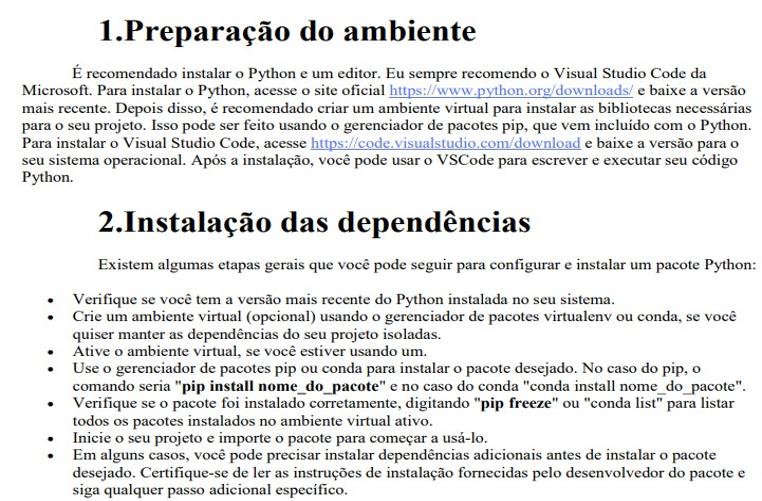 1.Preparação do ambiente
É recomendado instalar o Python e um editor. Eu sempre recomendo o Visual Studio Code da
Microsoft. Para instalar o Python, acesse o site oficial https://www.python.org/downloads/ e baixe a versão
mais recente. Depois disso, é recomendado criar um ambiente virtual para instalar as bibliotecas necessárias
para o seu projeto. Isso pode ser feito usando o gerenciador de pacotes pip, que vem incluído com o Python.
Para instalar o Visual Studio Code, acesse https://code.visualstudio.com/download e baixe a versão para o
seu sistema operacional. Após a instalação, você pode usar o VSCode para escrever e executar seu código
Python.
2.Instalação das dependências
Existem algumas etapas gerais que você pode seguir para configurar e instalar um pacote Python:
• Verifique se você tem a versão mais recente do Python instalada no seu sistema.
• Crie um ambiente virtual (opcional) usando o gerenciador de pacotes virtualenv ou conda, se você
quiser manter as dependências do seu projeto isoladas.
• Ative o ambiente virtual, se você estiver usando um.
• Use o gerenciador de pacotes pip ou conda para instalar o pacote desejado. No caso do pip, o
comando seria "pip install nome_do_pacote" e no caso do conda "conda install nome_do_pacote".
• Verifique se o pacote foi instalado corretamente, digitando "pip freeze" ou "conda list" para listar
todos os pacotes instalados no ambiente virtual ativo.
• Inicie o seu projeto e importe o pacote para começar a usá-lo.
• Em alguns casos, você pode precisar instalar dependências adicionais antes de instalar o pacote
desejado. Certifique-se de ler as instruções de instalação fornecidas pelo desenvolvedor do pacote e
siga qualquer passo adicional específico.